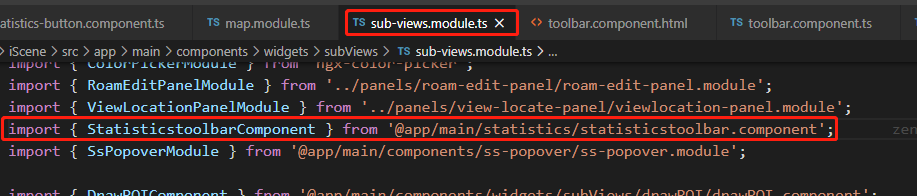 atistics-button.component.ts TS map.module.ts TS sub-views.module.ts × <> toolbar.component.html TS toolbar.component.ts
> iScene > src > app > main > components > widgets > subViews > TS sub-views.module.ts > ...
import { ColorPickerModule } from 'ngx-color-picker';
import { RoamEditPanelModule } from '../panels/roam-edit-panel/roam-edit-panel.module';
import { ViewLocationPanelModule } from '../panels/view-locate-panel/viewlocation-panel.module';
import { StatisticstoolbarComponent } from '@app/main/statistics/statisticstoolbar.component'; zen
import { SsPopoverModule } from '@app/main/components/ss-popover/ss-popover.module';
import { DrawPOIComponent } from '@app/main/components/widgets/subViews/drawPOI/drawPOI.component';